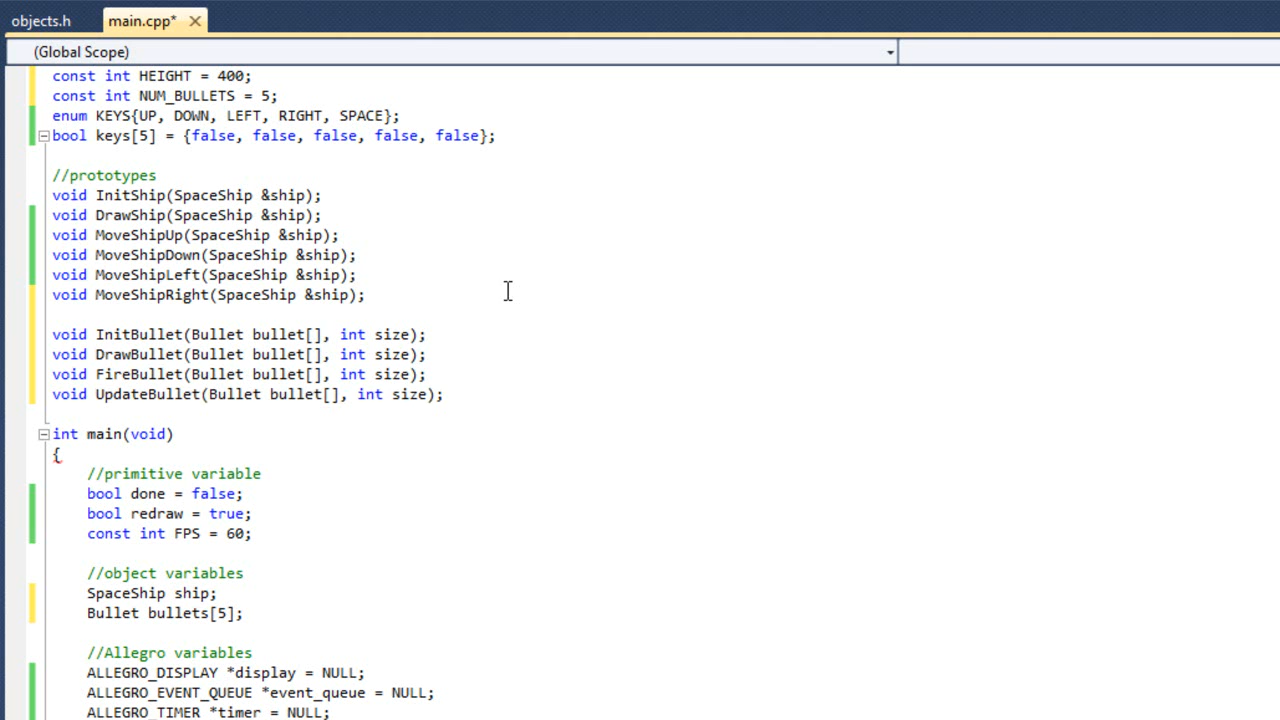 objects.h main.cpp*
(Global Scope)
const int HEIGHT = 400;
const int NUM_BULLETS = 5;
enum KEYS{UP, DOWN, LEFT, RIGHT, SPACE};
bool keys[5] = {false, false, false, false, false};
//prototypes
void InitShip(SpaceShip &ship);
void DrawShip(SpaceShip &ship);
void MoveShipUp(SpaceShip &ship);
void MoveShipDown(SpaceShip &ship);
void MoveShipLeft(SpaceShip &ship);
void MoveShipRight(SpaceShip &ship);
void InitBullet(Bullet bullet[], int size);
void DrawBullet(Bullet bullet[], int size);
void FireBullet(Bullet bullet[], int size);
void UpdateBullet(Bullet bullet[], int size);
int main(void)
{
//primitive variable
bool done = false;
bool redraw = true;
const int FPS = 60;
//object variables
SpaceShip ship;
Bullet bullets[5];
//Allegro variables
ALLEGRO_DISPLAY *display = NULL;
ALLEGRO_EVENT_QUEUE *event_queue = NULL;
ALLEGRO_TIMER *timer = NULL;